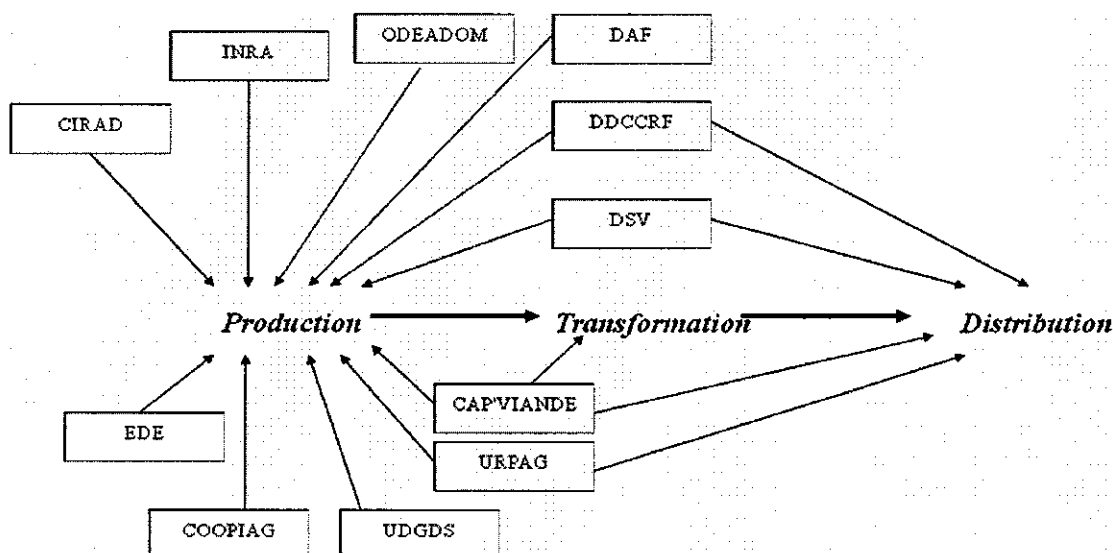 ODEADOM
DAF
INRA
CIRAD
DDCCRF
DSV
Production
Transformation
Distribution
CAP'VIANDE
EDE
URPAG
COOPIAG
UDGDS